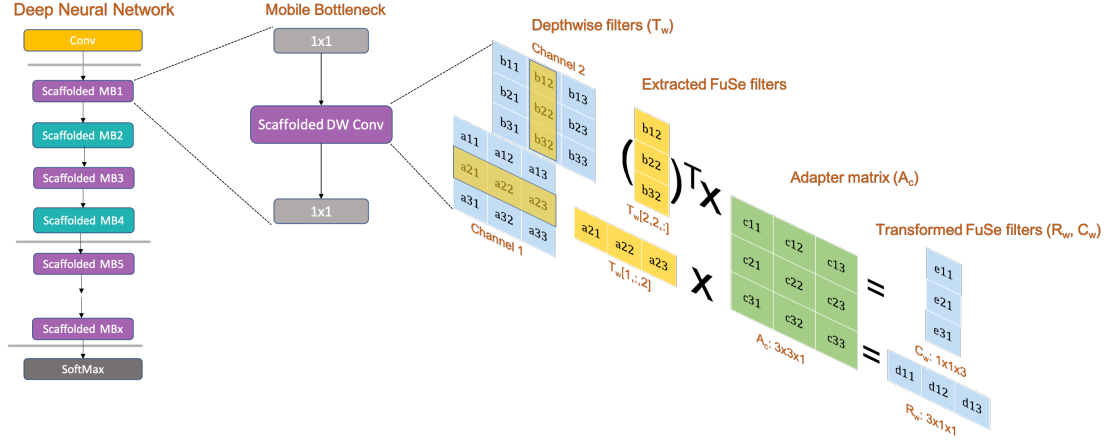 Deep Neural Network
Conv
Scaffolded MB1
Scaffolded MB2
Scaffolded MB3
Scaffolded MB4
Scaffolded MB5
Scaffolded MBx
SoftMax
Mobile Bottleneck
1x1
Scaffolded DW Conv
1x1
Depthwise filters (Tw)
Channel 2
b11 b12 b13
b21 b22 b23
b31 b32 b33
a11 a12 a13
a21 a22 a23
a31 a32 a33
Channel 1
Extracted FuSe filters
(
b12
b22
b32
) T X
Tw[2,2,:]
a21 a22 a23
Tw[1,:,2]
X
Adapter matrix (Ac)
c11 c12 c13
c21 c22 c23
c31 c32 c33
Ac: 3x3x1
=
=
Transformed FuSe filters (Rw, Cw)
e11
e21
e31
Cw: 1x1x3
d11 d12 d13
Rw: 3x1x1